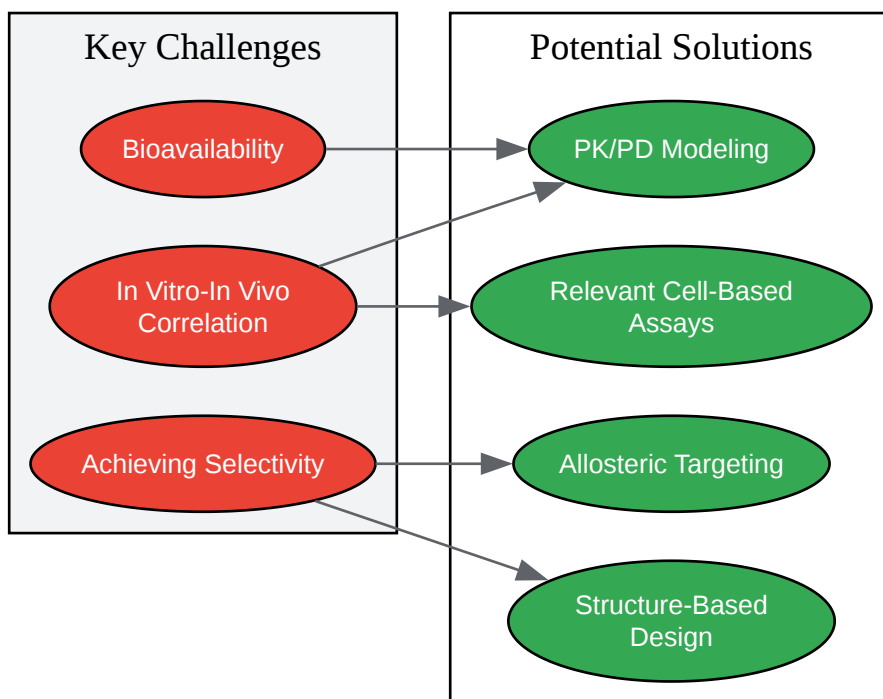 Key Challenges
Bioavailability
In Vitro-In Vivo
Correlation
Achieving Selectivity
Potential Solutions
PK/PD Modeling
Relevant Cell-Based
Assays
Allosteric Targeting
Structure-Based
Design